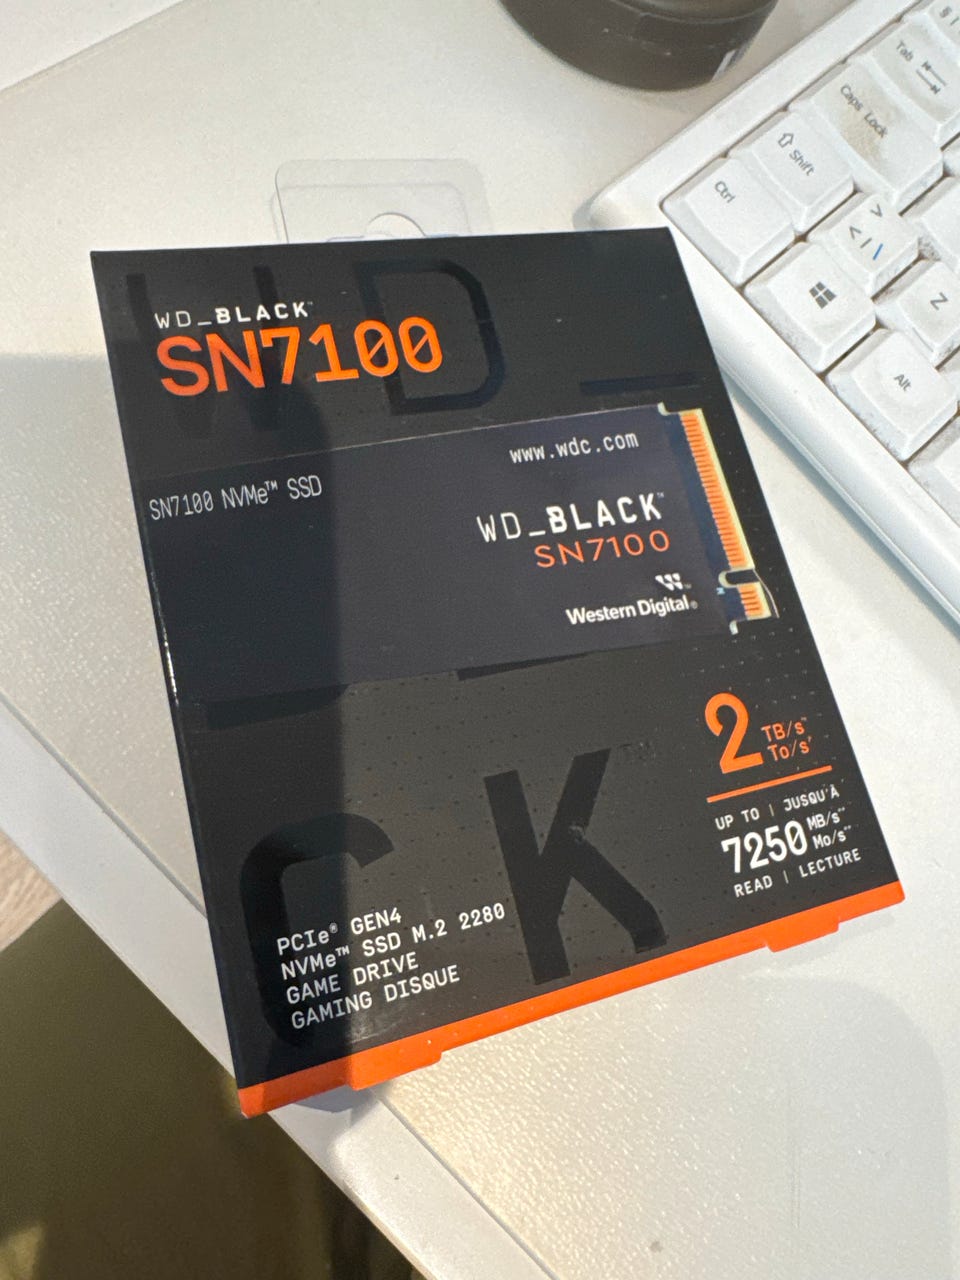 WD_BLACK™
SN7100
www.wdc.com
SN7100 NVMe™ SSD
WD_BLACK™
SN7100
Western Digital®
2 TB/s*
To/s*
UP TO | JUSQU'À
7250 MB/s**
Mo/s**
READ | LECTURE
PCIe® GEN4
NVMe™ SSD M.2 2280
GAME DRIVE
GAMING DISQUE
WD_
CK
Tab
Caps Lock
Shift
Ctrl
>
< | \
Z
Alt